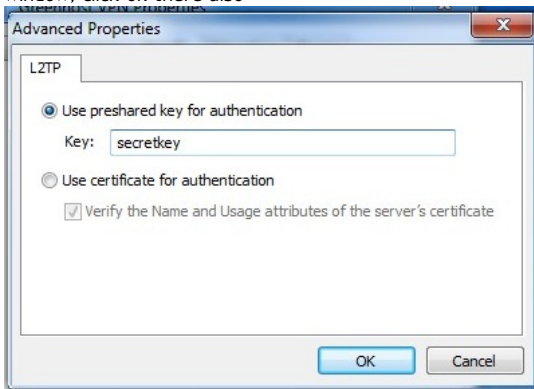 Advanced Properties
L2TP
Use preshared key for authentication
Key: secretkey
Use certificate for authentication
Verify the Name and Usage attributes of the server's certificate
OK Cancel